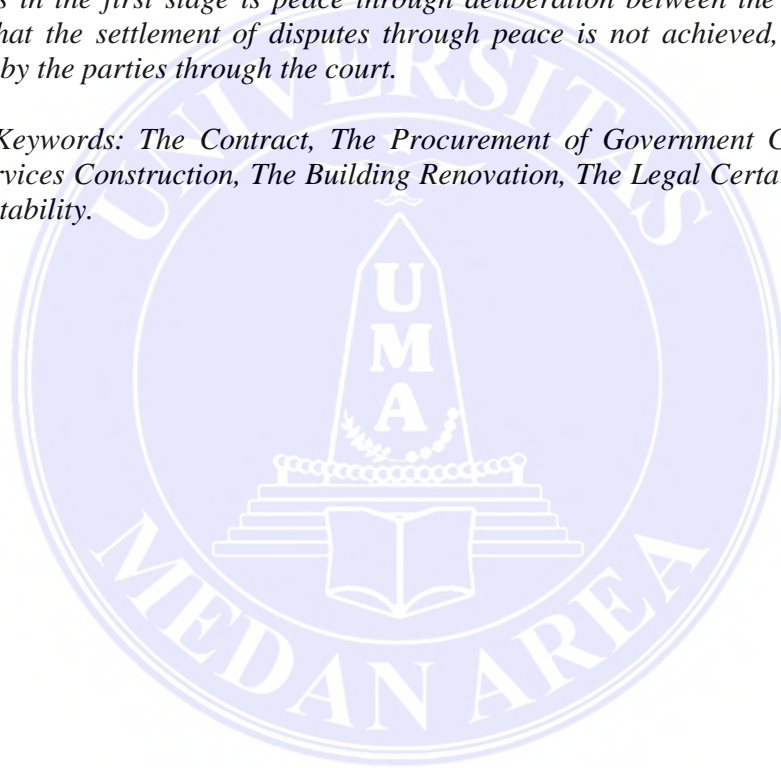 s in the first stage is peace through deliberation between the
hat the settlement of disputes through peace is not achieved,
by the parties through the court.
Keywords: The Contract, The Procurement of Government
rvices Construction, The Building Renovation, The Legal
tability.
UNIVERSITAS
UMA
MEDAN AREA